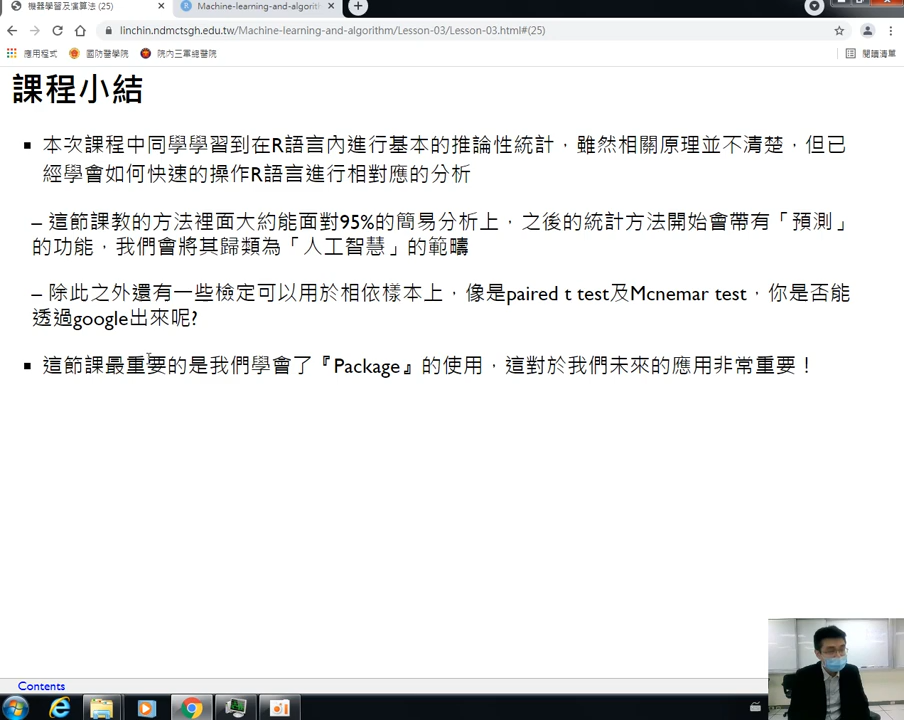 機器學習及演算法 (25)
Machine-learning-and-algorith
linchin.ndmctsgh.edu.tw/Machine-learning-and-algorithm/Lesson-03/Lesson-03.html#(25)
應用程式
國防醫學院
院內三軍總醫院
閱讀清單
課程小結
本次課程中同學學習到在R語言內進行基本的推論性統計，雖然相關原理並不清楚，但已
經學會如何快速的操作R語言進行相對應的分析
– 這節課教的方法裡面大約能面對95%的簡易分析上，之後的統計方法開始會帶有「預測」
的功能，我們會將其歸類為「人工智慧」的範疇
– 除此之外還有一些檢定可以用於相依樣本上，像是paired t test及Mcnemar test，你是否能
透過google出來呢?
這節課最重要的是我們學會了『Package』的使用，這對於我們未來的應用非常重要！
Contents